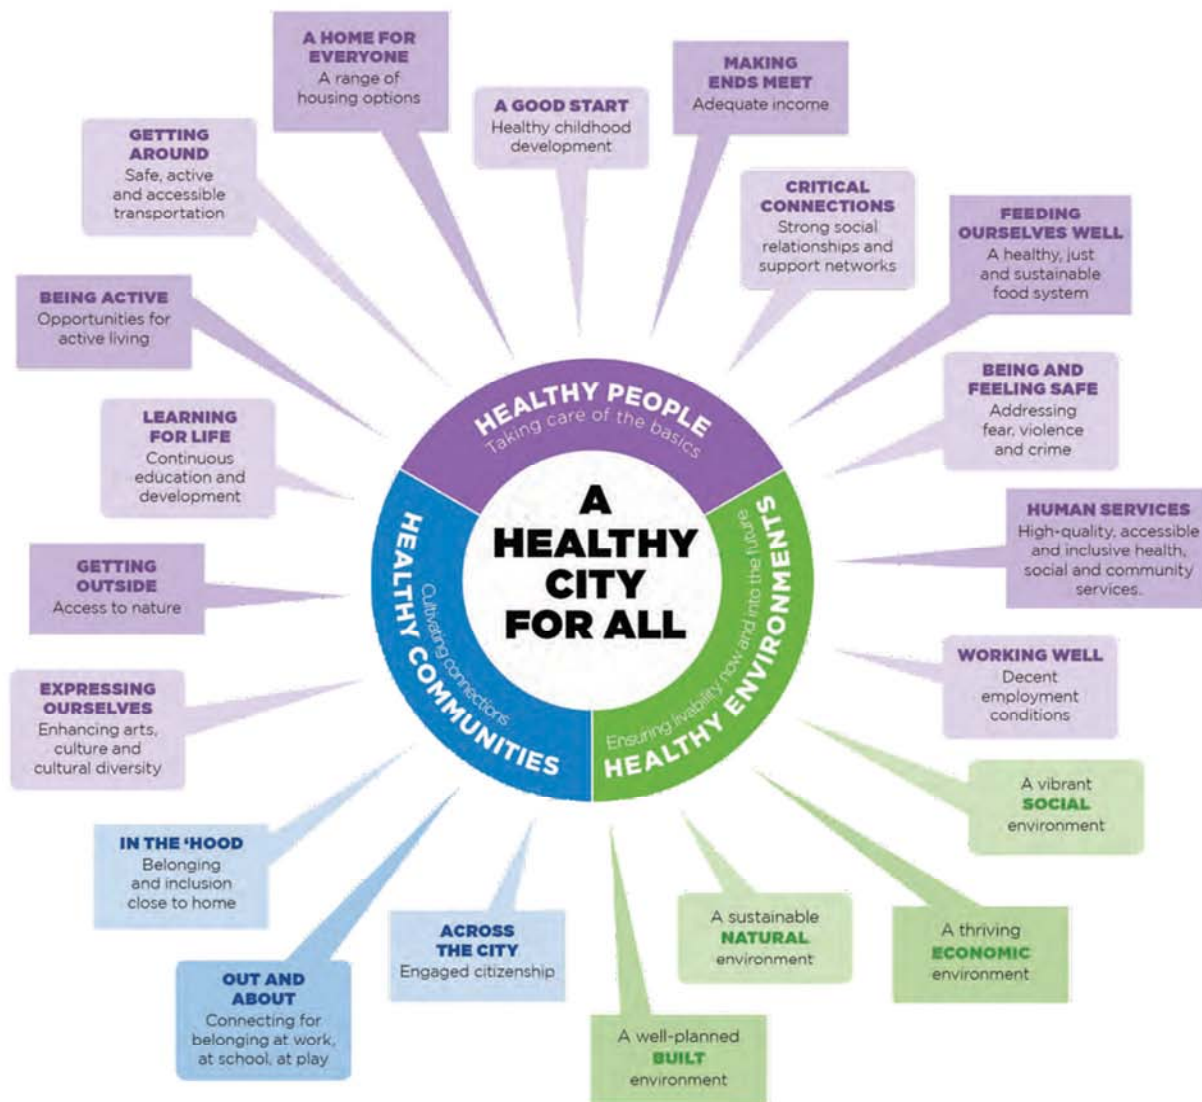 A HOME FOR
EVERYONE
A range of
housing options
A GOOD START
Healthy childhood
development
MAKING
ENDS MEET
Adequate income
GETTING
AROUND
Safe, active
and accessible
transportation
CRITICAL
CONNECTIONS
Strong social
relationships and
support networks
FEEDING
OURSELVES WELL
A healthy, just
and sustainable
food system
BEING ACTIVE
Opportunities for
active living
BEING AND
FEELING SAFE
Addressing
fear, violence
and crime
LEARNING
FOR LIFE
Continuous
education and
development
HUMAN SERVICES
High-quality, accessible
and inclusive health,
social and community
services.
GETTING
OUTSIDE
Access to nature
WORKING WELL
Decent
employment
conditions
EXPRESSING
OURSELVES
Enhancing arts,
culture and
cultural diversity
HEALTHY PEOPLE
Taking care of the basics
HEALTHY COMMUNITIES
Cultivating connections
Ensuring livability now and into the future
HEALTHY ENVIRONMENTS
A
HEALTHY
CITY
FOR ALL
IN THE ‘HOOD
Belonging
and inclusion
close to home
OUT AND
ABOUT
Connecting for
belonging at work,
at school, at play
ACROSS
THE CITY
Engaged citizenship
A well-planned
BUILT
environment
A sustainable
NATURAL
environment
A thriving
ECONOMIC
environment
A vibrant
SOCIAL
environment